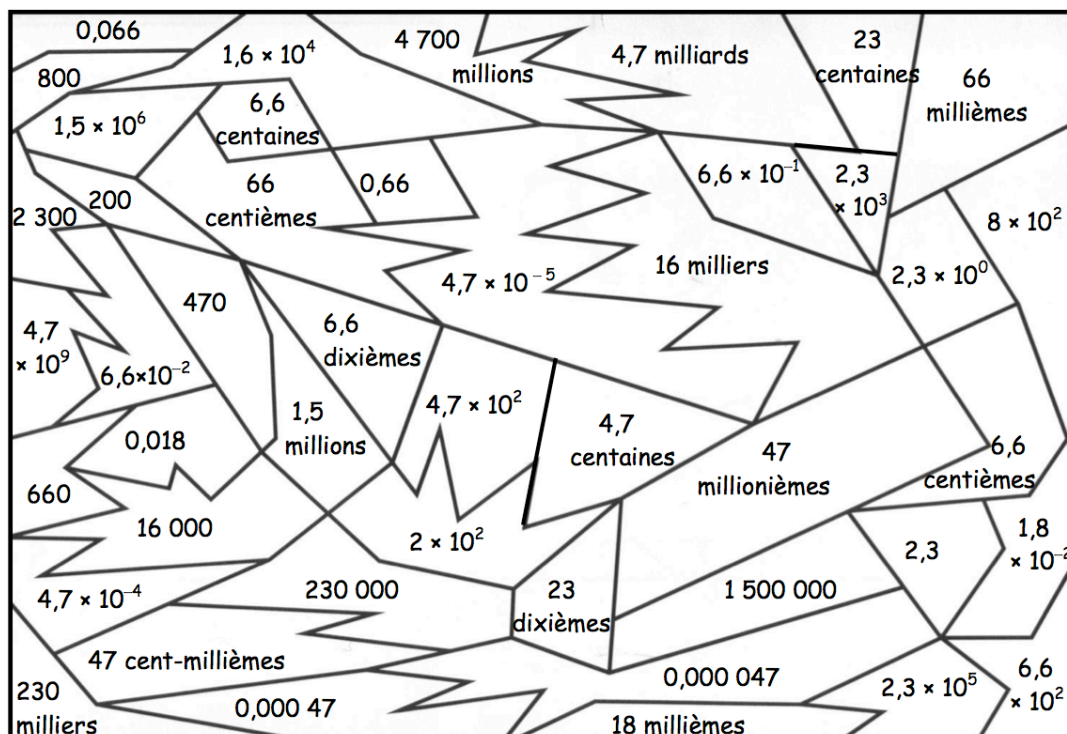 0,066
800
1,6 × 10⁴
4 700
millions
4,7 milliards
23
centaines
66
millièmes
1,5 × 10⁶
6,6
centaines
200
66
centièmes
0,66
6,6 × 10⁻¹
2,3
× 10³
8 × 10²
2 300
470
4,7 × 10⁻⁵
16 milliers
2,3 × 10⁰
4,7
× 10⁹
6,6×10⁻²
6,6
dixièmes
0,018
1,5
millions
4,7 × 10²
4,7
centaines
47
millionièmes
6,6
centièmes
660
16 000
2 × 10²
2,3
1,8
× 10⁻²
4,7 × 10⁻⁴
230 000
23
dixièmes
1 500 000
47 cent-millièmes
230
milliers
0,000 47
0,000 047
18 millièmes
2,3 × 10⁵
6,6
× 10²